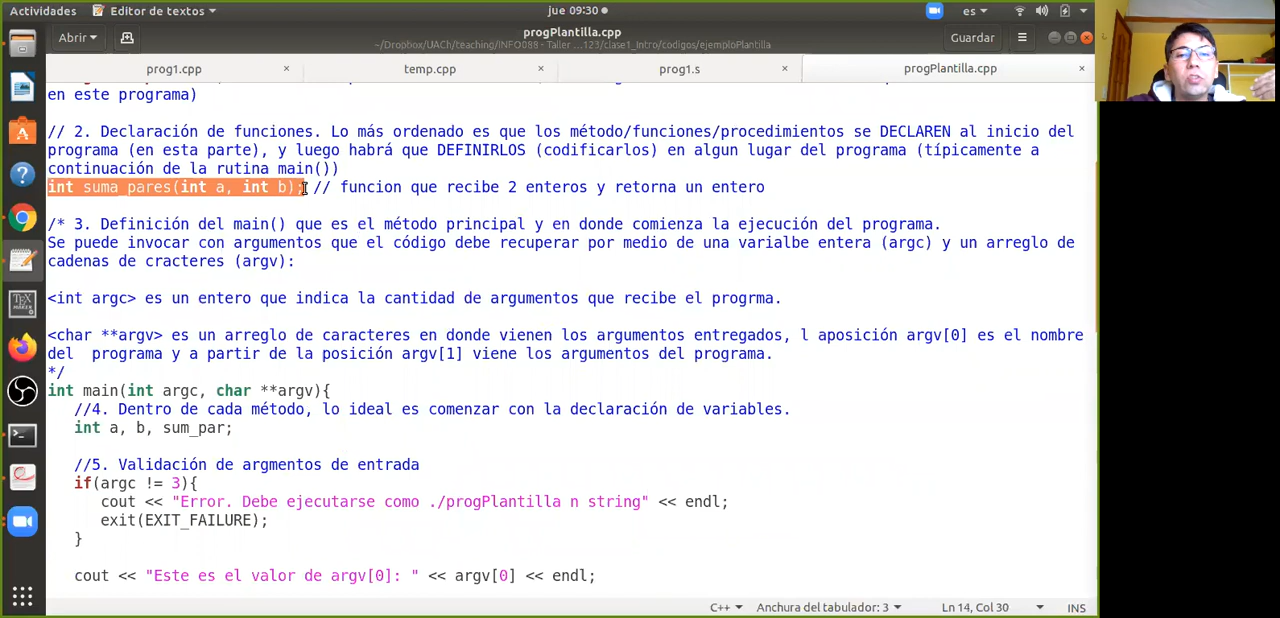 Actividades Editor de textos jue 09:30 es
Abrir progPlantilla.cpp Guardar
~/Dropbox/UACh/teaching/INFO088 - Taller ...123/clase1_Intro/codigos/ejemploPlantilla
prog1.cpp temp.cpp prog1.s progPlantilla.cpp
en este programa)
// 2. Declaración de funciones. Lo más ordenado es que los método/funciones/procedimientos se DECLAREN al inicio del
programa (en esta parte), y luego habrá que DEFINIRLOS (codificarlos) en algun lugar del programa (típicamente a
continuación de la rutina main())
int suma_pares(int a, int b); // funcion que recibe 2 enteros y retorna un entero
/* 3. Definición del main() que es el método principal y en donde comienza la ejecución del programa.
Se puede invocar con argumentos que el código debe recuperar por medio de una varialbe entera (argc) y un arreglo de
cadenas de cracteres (argv):
<int argc> es un entero que indica la cantidad de argumentos que recibe el progrma.
<char **argv> es un arreglo de caracteres en donde vienen los argumentos entregados, l aposición argv[0] es el nombre
del  programa y a partir de la posición argv[1] viene los argumentos del programa.
*/
int main(int argc, char **argv){
//4. Dentro de cada método, lo ideal es comenzar con la declaración de variables.
int a, b, sum_par;
//5. Validación de argmentos de entrada
if(argc != 3){
cout << "Error. Debe ejecutarse como ./progPlantilla n string" << endl;
exit(EXIT_FAILURE);
}
cout << "Este es el valor de argv[0]: " << argv[0] << endl;
C++ Anchura del tabulador: 3 Ln 14, Col 30 INS